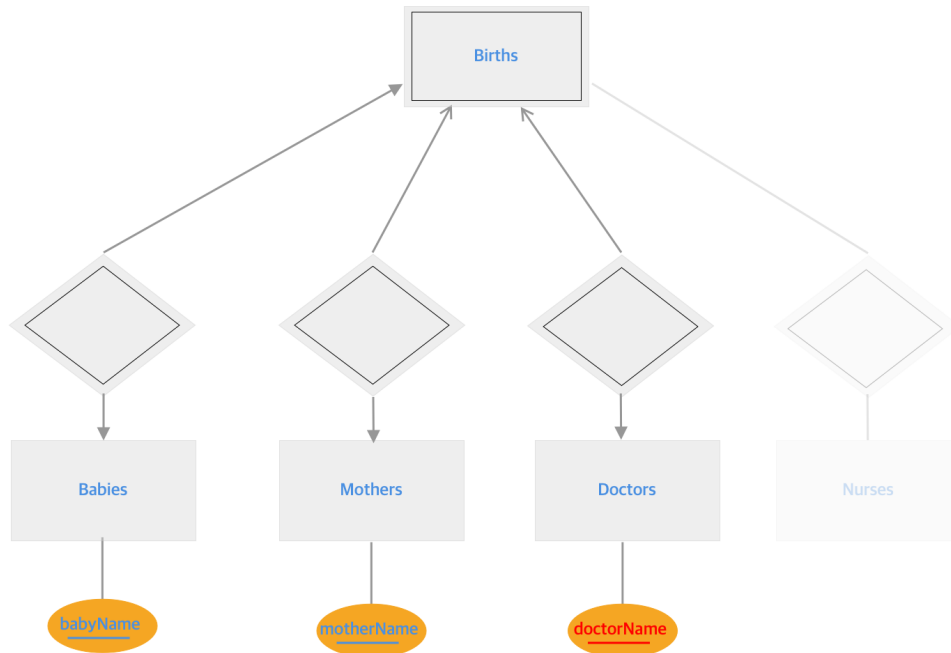 Births
Babies
Mothers
Doctors
Nurses
babyName
motherName
doctorName